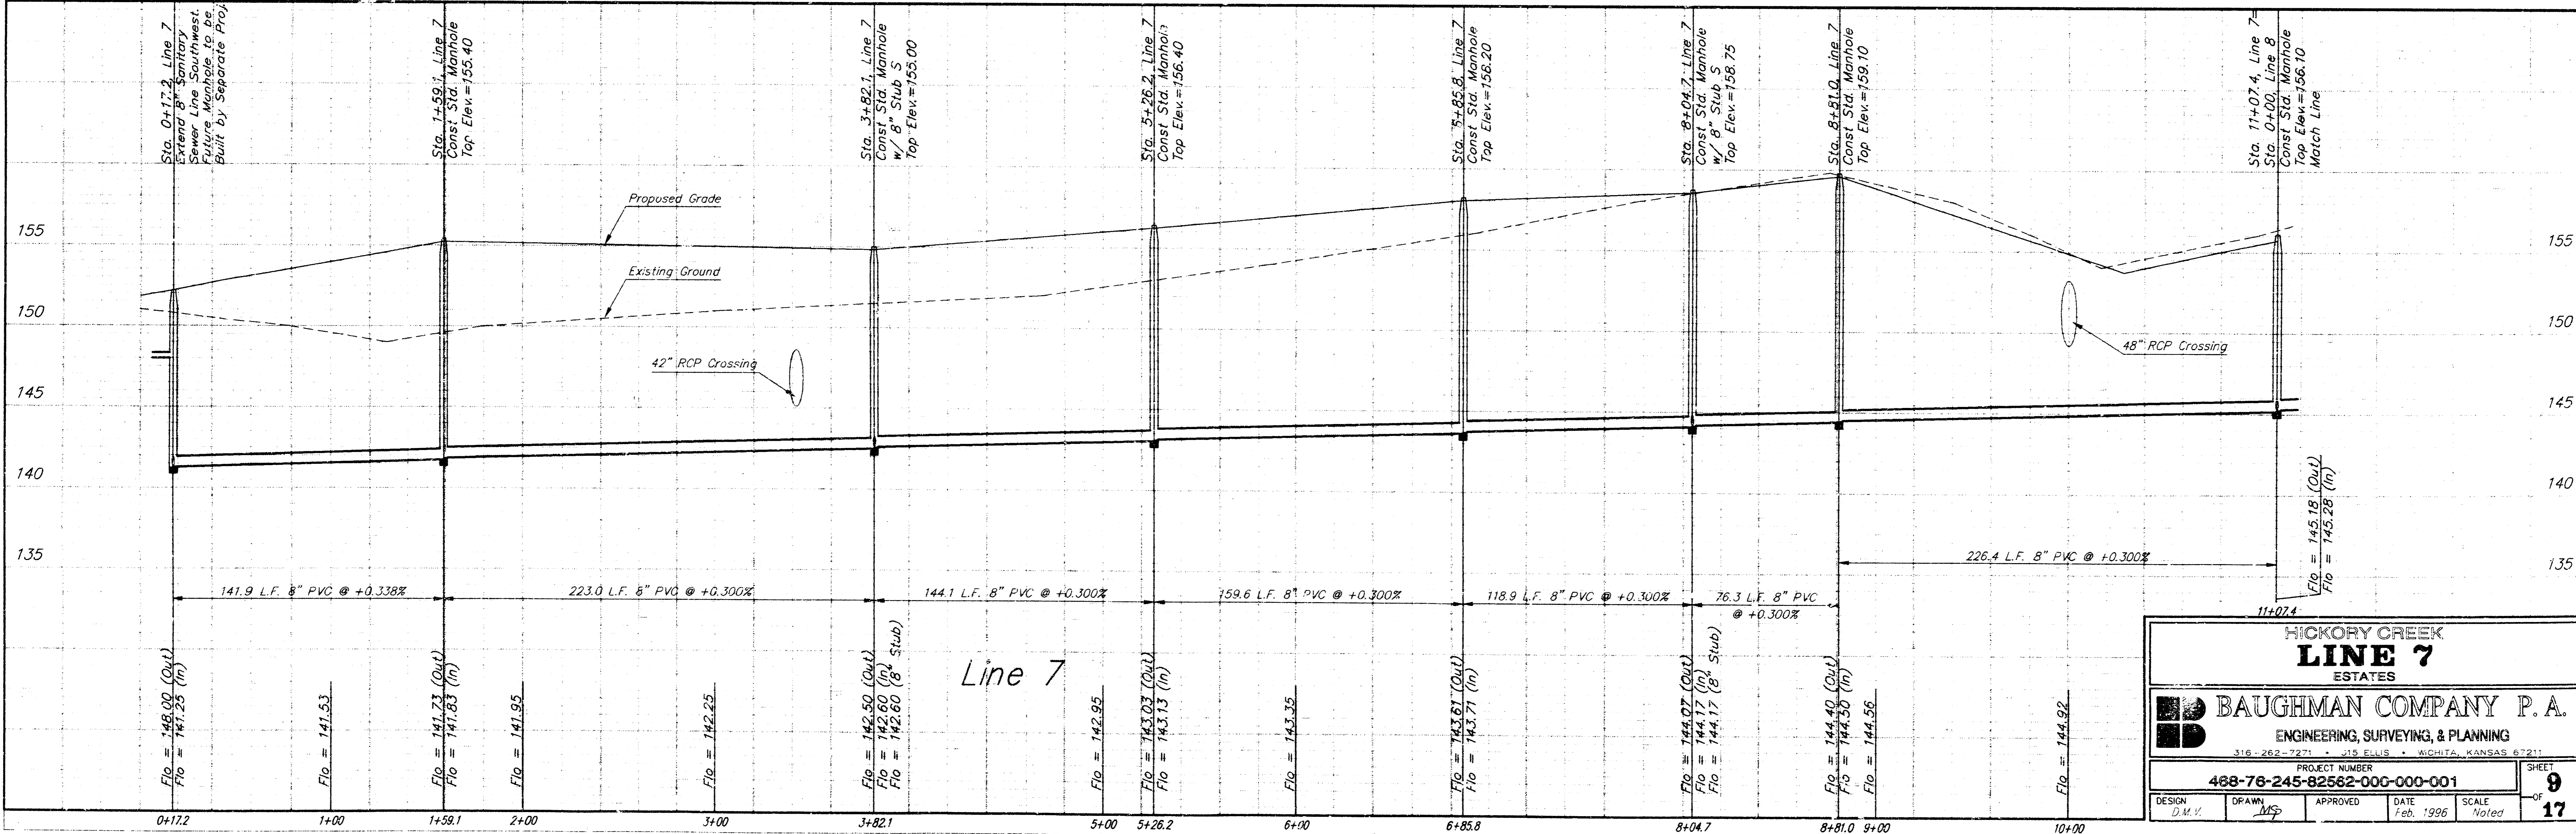 Sta. 0+17.2, Line 7
Extend 8" Sanitary
Sewer Line Southwest.
Future Manhole to be
Built by Separate Proj.
Sta. 1+59.1, Line 7
Const Std. Manhole
Top Elev.=155.40
Sta. 3+82.1, Line 7
Const Std. Manhole
w/ 8" Stub S
Top Elev.=155.00
Sta. 5+26.2, Line 7
Const Std. Manhole
Top Elev.=156.40
Sta. 5+85.8, Line 7
Const Std. Manhole
Top Elev.=156.20
Sta. 8+04.7, Line 7
Const Std. Manhole
w/ 8" Stub S
Top Elev.=158.75
Sta. 8+81.0, Line 7
Const Std. Manhole
Top Elev.=159.10
Sta. 11+07.4, Line 7=
Sta. 0+00, Line 8
Const Std. Manhole
Top Elev.=156.10
Match Line
Proposed Grade
Existing Ground
42" RCP Crossing
48" RCP Crossing
155
150
145
140
135
155
150
145
140
135
141.9 L.F. 8" PVC @ +0.338%
223.0 L.F. 8" PVC @ +0.300%
144.1 L.F. 8" PVC @ +0.300%
159.6 L.F. 8" PVC @ +0.300%
118.9 L.F. 8" PVC @ +0.300%
76.3 L.F. 8" PVC
@ +0.300%
226.4 L.F. 8" PVC @ +0.300%
Flo = 145.18 (Out)
Flo = 145.28 (In)
11+07.4
Line 7
Flo = 148.00 (Out)
Flo = 141.25 (In)
Flo = 141.53
Flo = 141.73 (Out)
Flo = 141.83 (In)
Flo = 141.95
Flo = 142.25
Flo = 142.50 (Out)
Flo = 142.60 (In)
Flo = 142.60 (8" Stub)
Flo = 142.95
Flo = 143.03 (Out)
Flo = 143.13 (In)
Flo = 143.35
Flo = 143.61 (Out)
Flo = 143.71 (In)
Flo = 144.07 (Out)
Flo = 144.17 (In)
Flo = 144.17 (8" Stub)
Flo = 144.40 (Out)
Flo = 144.50 (In)
Flo = 144.56
Flo = 144.92
0+17.2
1+00
1+59.1
2+00
3+00
3+82.1
5+00
5+26.2
6+00
6+85.8
8+04.7
8+81.0
9+00
10+00
HICKORY CREEK
LINE 7
ESTATES
BAUGHMAN COMPANY P. A.
ENGINEERING, SURVEYING, & PLANNING
316-262-7271 • 315 ELLIS • WICHITA, KANSAS 67211
PROJECT NUMBER
468-76-245-82562-000-000-001
SHEET
9
OF
17
DESIGN
D.M.V.
DRAWN
APPROVED
DATE
Feb. 1996
SCALE
Noted